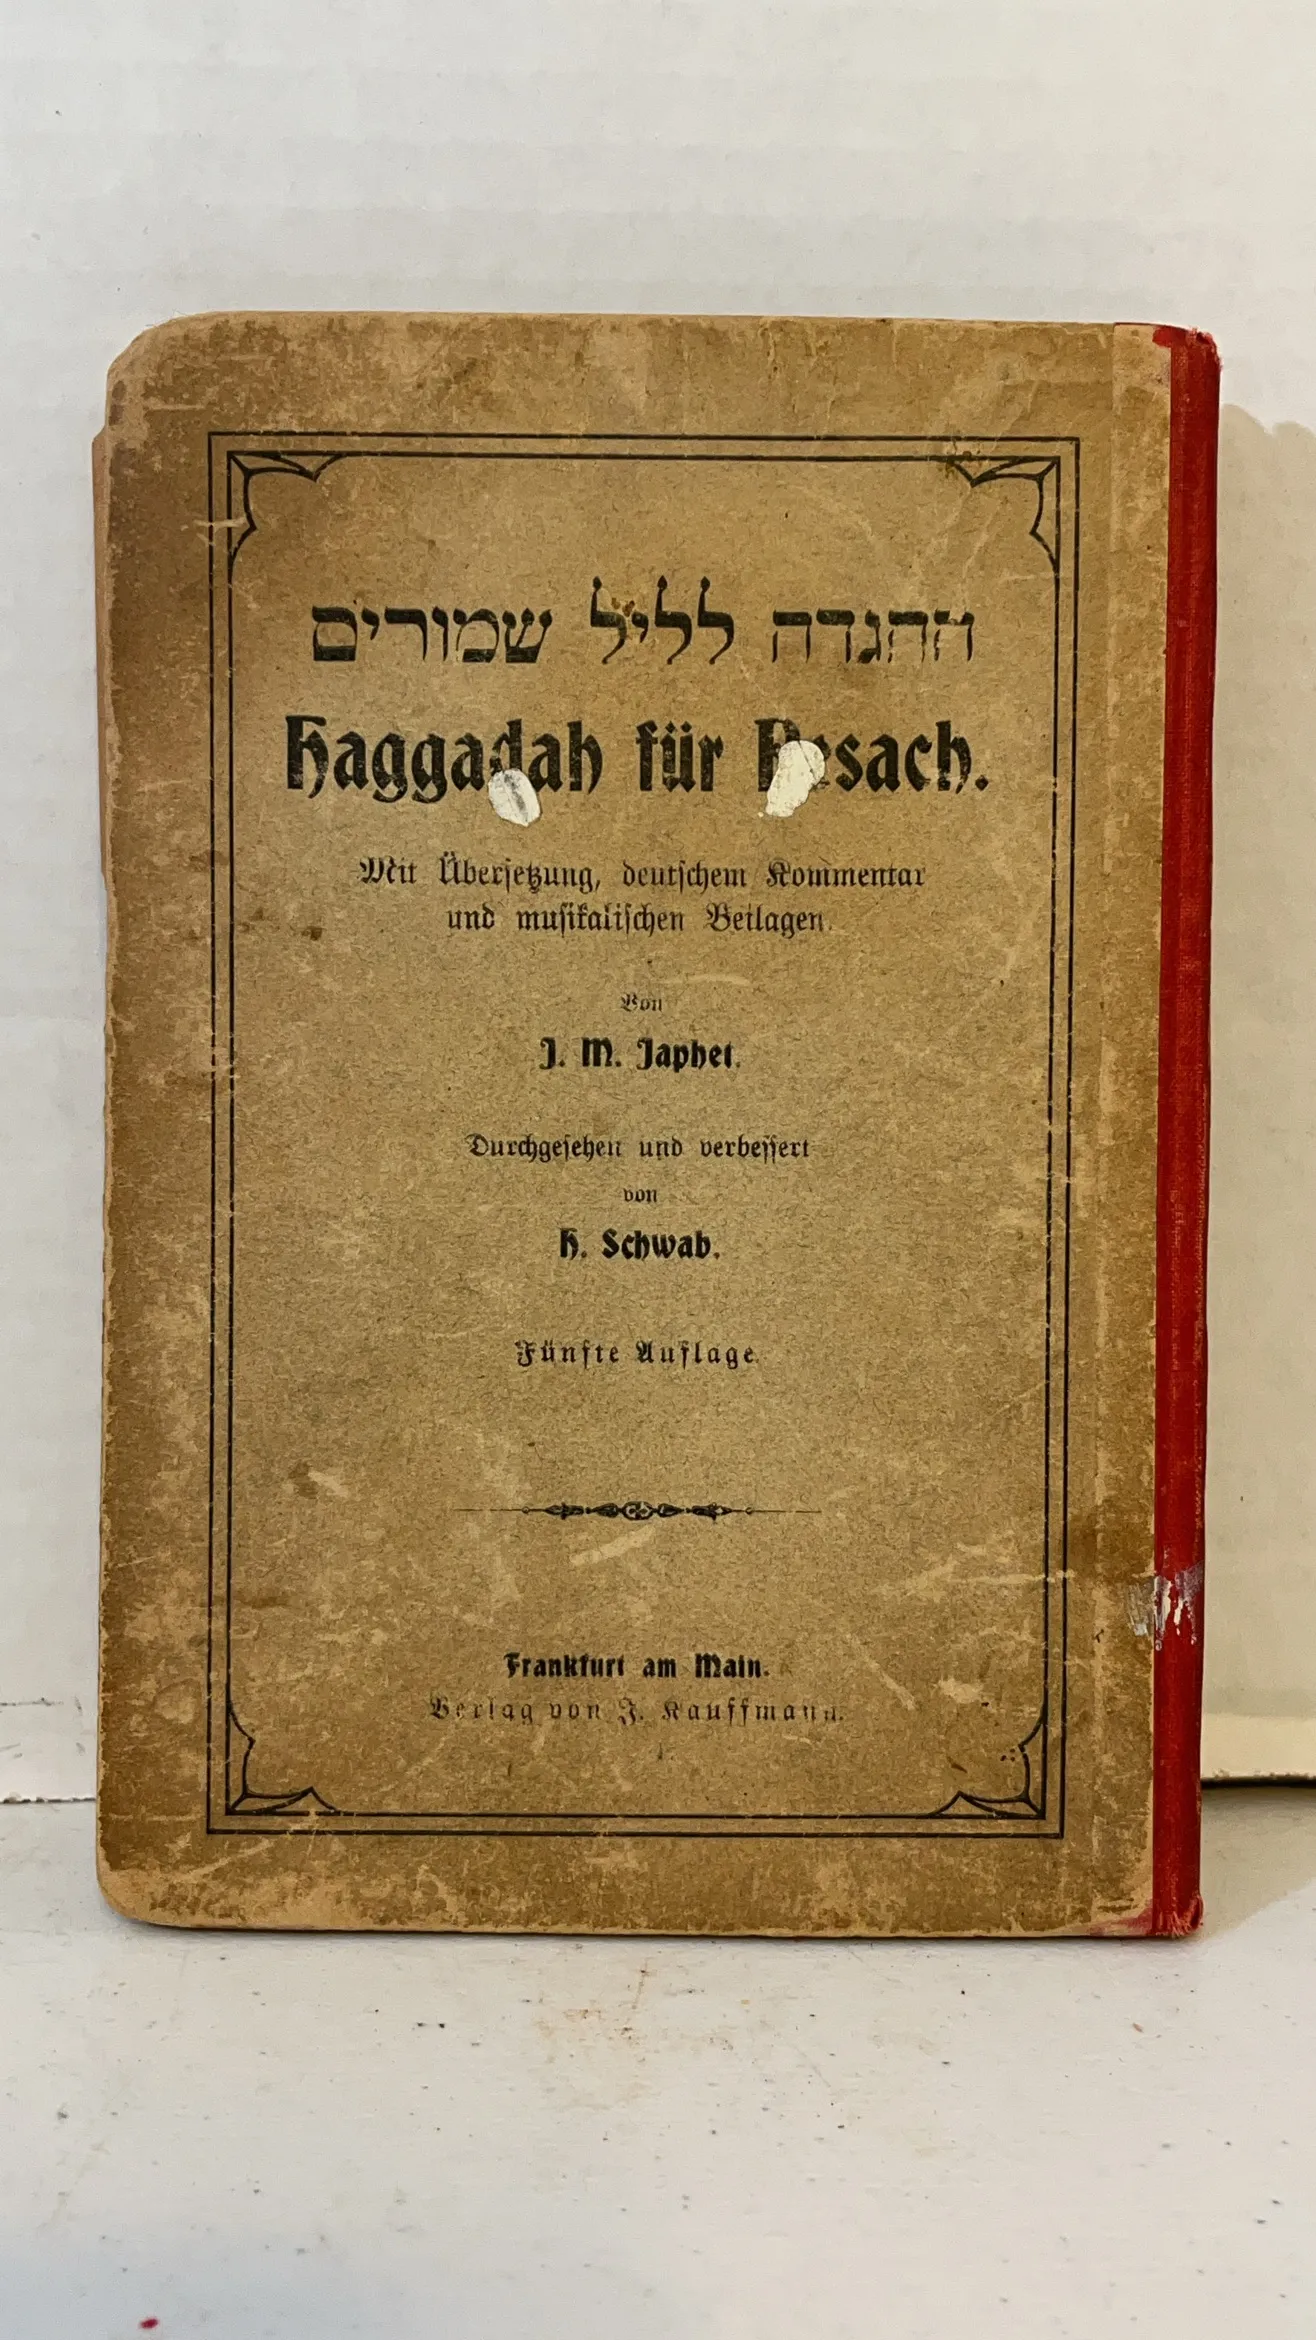 ההגדה לליל שמורים
Haggadah für Pesach.
Mit Übersetzung, deutschem Kommentar
und musikalischen Beilagen.
Von
J. M. Japhet.
Durchgesehen und verbessert
von
H. Schwab.
Fünfte Auflage.
Frankfurt am Main.
Verlag von J. Kauffmann.